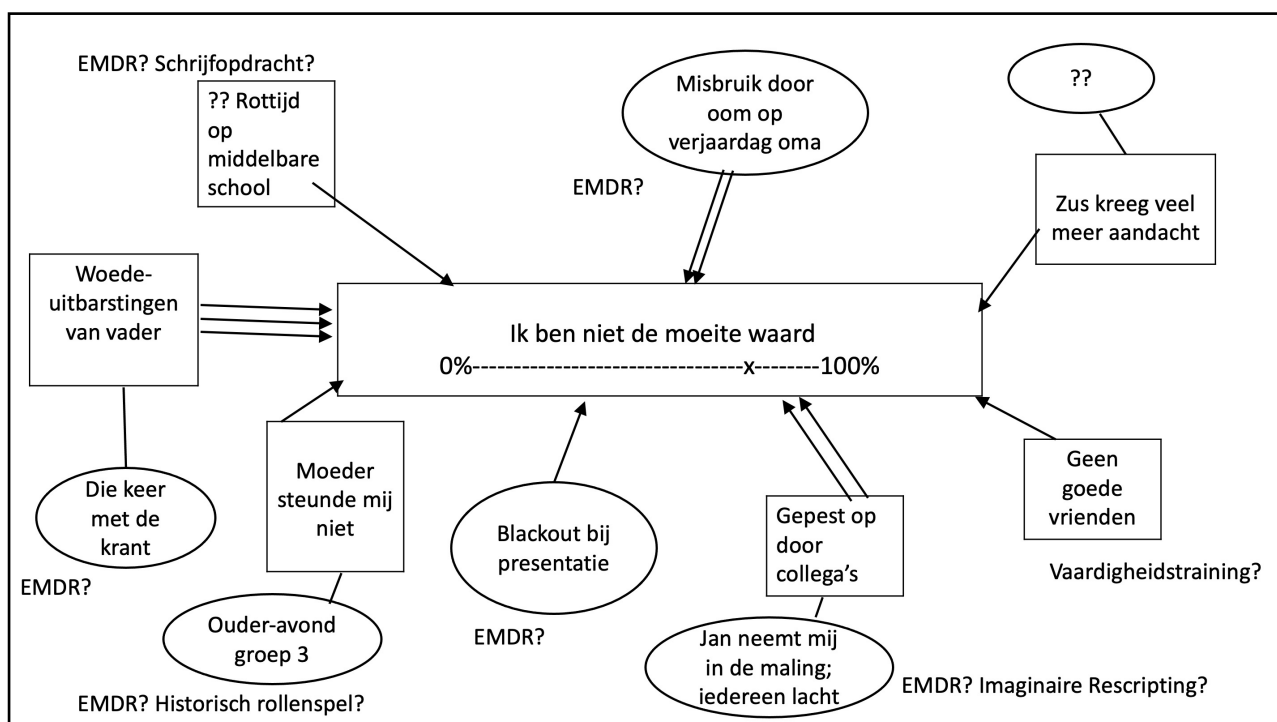 EMDR? Schrijfopdracht?
?? Rottijd
op
middelbare
school
Misbruik door
oom op
verjaardag oma
EMDR?
??
Zus kreeg veel
meer aandacht
Woede-
uitbarstingen
van vader
Ik ben niet de moeite waard
0%---------------------------------x--------100%
Die keer
met de
krant
EMDR?
Moeder
steunde mij
niet
Ouder-avond
groep 3
EMDR? Historisch rollenspel?
Blackout bij
presentatie
EMDR?
Gepest op
door
collega’s
Jan neemt mij
in de maling;
iedereen lacht
EMDR? Imaginaire Rescripting?
Geen
goede
vrienden
Vaardigheidstraining?